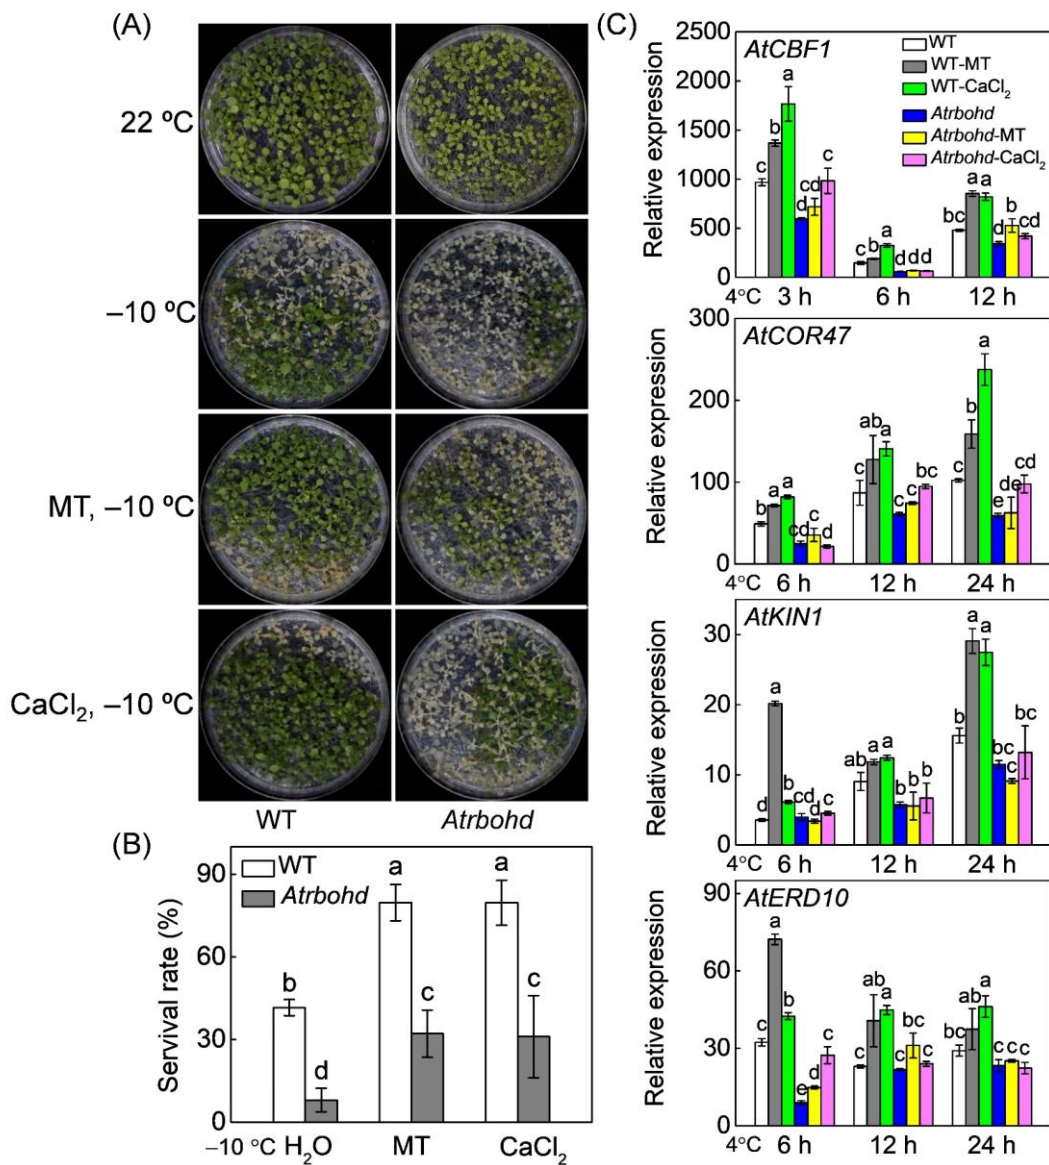 (A)
22 ºC
–10 ºC
MT, –10 ºC
CaCl2, –10 ºC
WT
Atrbohd
(B)
WT
Atrbohd
Servival rate (%)
90
60
30
0
b
d
a
c
a
c
–10 °C H2O
MT
CaCl2
(C)
AtCBF1
WT
WT-MT
WT-CaCl2
Atrbohd
Atrbohd-MT
Atrbohd-CaCl2
Relative expression
2500
2000
1500
1000
500
0
c b a d cd c
b b a d d d
bc a a d b cd
4°C 3 h 6 h 12 h
AtCOR47
Relative expression
300
200
100
0
b a a cd c d
c ab a c c bc
c b a e de cd
4°C 6 h 12 h 24 h
AtKIN1
Relative expression
30
20
10
0
d a b cd d c
ab a a b b b
b a a bc c bc
4°C 6 h 12 h 24 h
AtERD10
Relative expression
90
60
30
0
c a b e d c
c ab a c bc c
bc ab a c c c
4°C 6 h 12 h 24 h